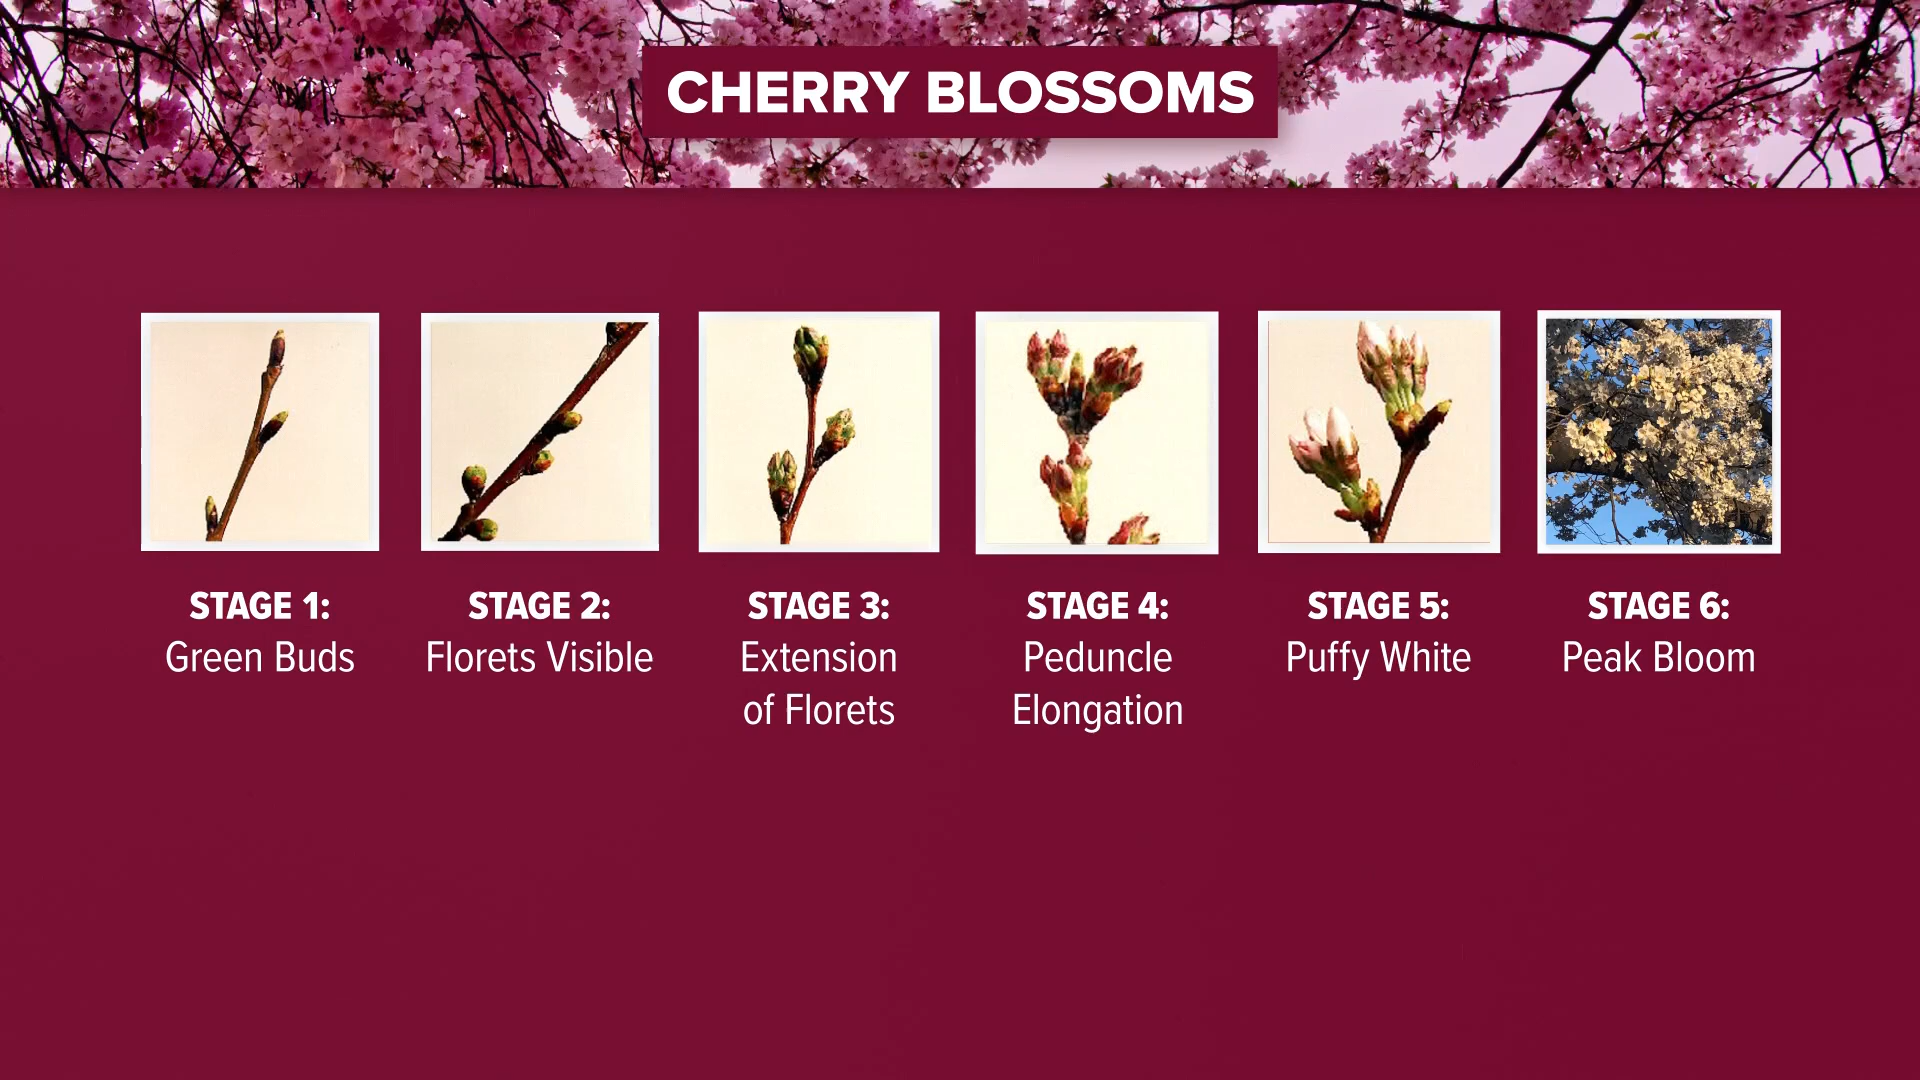 CHERRY BLOSSOMS
STAGE 1:
Green Buds
STAGE 2:
Florets Visible
STAGE 3:
Extension
of Florets
STAGE 4:
Peduncle
Elongation
STAGE 5:
Puffy White
STAGE 6:
Peak Bloom